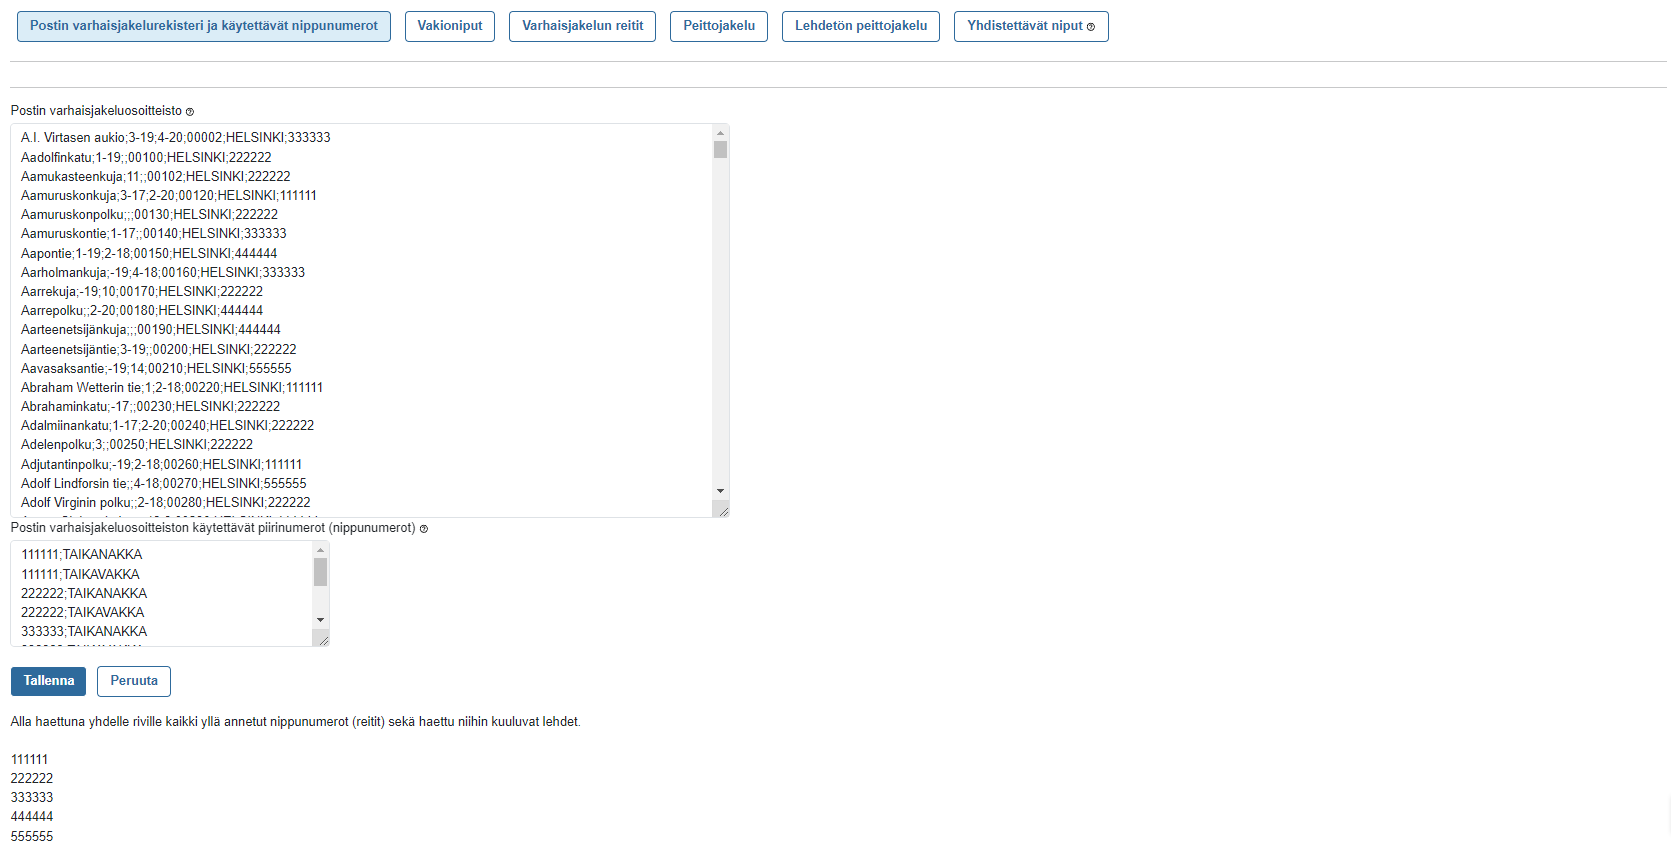 Postin varhaisjakelurekisteri ja käytettävät nippunumerot Vakioniput Varhaisjakelun reitit Peittojakelu Lehdetön peittojakelu Yhdistettävät niput
Postin varhaisjakeluosoitteisto
A.I. Virtasen aukio;3-19;4-20;00002;HELSINKI;333333
Aadolfinkatu;1-19;;00100;HELSINKI;222222
Aamukasteenkuja;11;;00102;HELSINKI;222222
Aamuruskonkuja;3-17;2-20;00120;HELSINKI;111111
Aamuruskonpolku;;;00130;HELSINKI;222222
Aamuruskontie;1-17;;00140;HELSINKI;333333
Aapontie;1-19;2-18;00150;HELSINKI;444444
Aarholmankuja;-19;4-18;00160;HELSINKI;333333
Aarrekuja;-19;10;00170;HELSINKI;222222
Aarrepolku;;2-20;00180;HELSINKI;444444
Aarteenetsijänkuja;;;00190;HELSINKI;444444
Aarteenetsijäntie;3-19;;00200;HELSINKI;222222
Aavasaksantie;-19;14;00210;HELSINKI;555555
Abraham Wetterin tie;1;2-18;00220;HELSINKI;111111
Abrahaminkatu;-17;;00230;HELSINKI;222222
Adalmiinankatu;1-17;2-20;00240;HELSINKI;222222
Adelenpolku;3;;00250;HELSINKI;222222
Adjutantinpolku;-19;2-18;00260;HELSINKI;111111
Adolf Lindforsin tie;;4-18;00270;HELSINKI;555555
Adolf Virginin polku;;2-18;00280;HELSINKI;222222
Postin varhaisjakeluosoitteiston käytettävät piirinumerot (nippunumerot)
111111;TAIKANAKKA
111111;TAIKAVAKKA
222222;TAIKANAKKA
222222;TAIKAVAKKA
333333;TAIKANAKKA
Tallenna Peruuta
Alla haettuna yhdelle riville kaikki yllä annetut nippunumerot (reitit) sekä haettu niihin kuuluvat lehdet.
111111
222222
333333
444444
555555